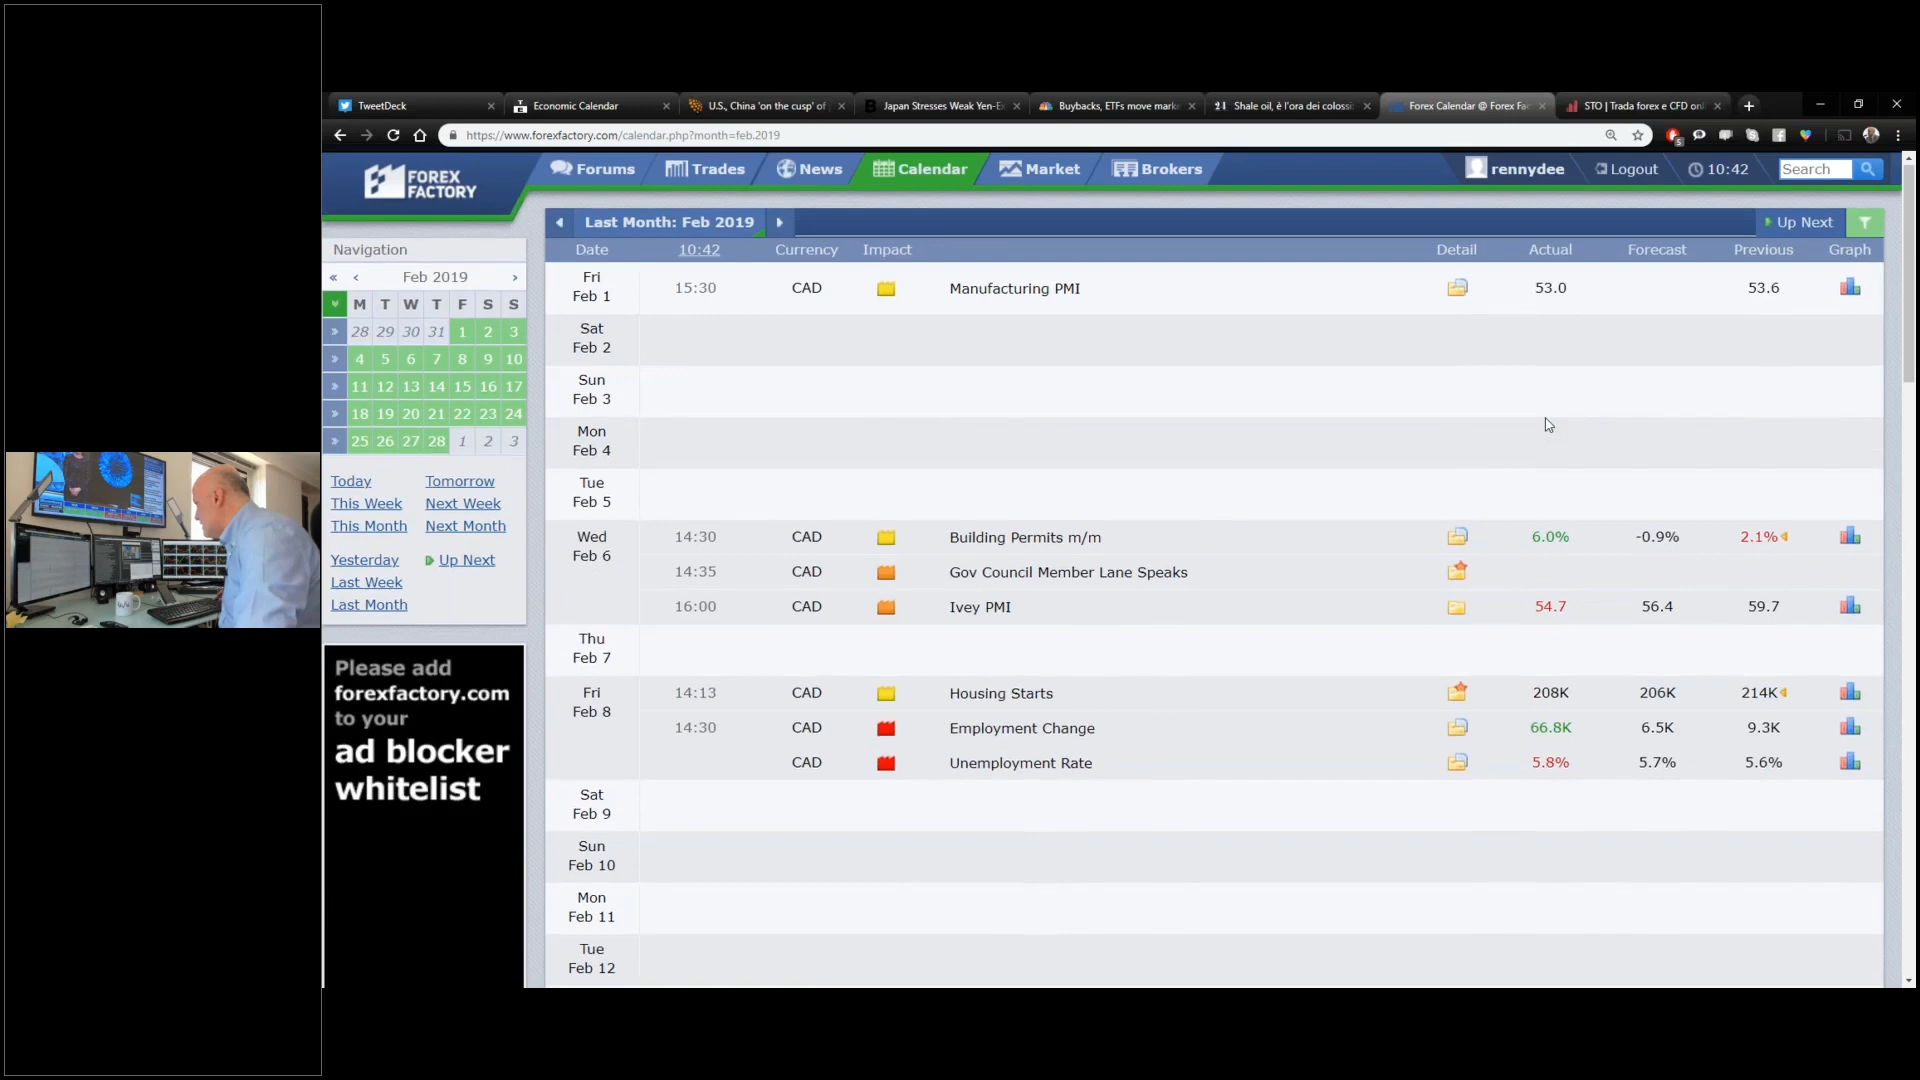 TweetDeck
Economic Calendar
U.S., China 'on the cusp' of
Japan Stresses Weak Yen-E
Buybacks, ETFs move mark
Shale oil, è l'ora dei colossi
Forex Calendar @ Forex Fa
STO | Trada forex e CFD onl
https://www.forexfactory.com/calendar.php?month=feb.2019
FOREX FACTORY
Forums
Trades
News
Calendar
Market
Brokers
rennydee
Logout
10:42
Search
Navigation
« ‹ Feb 2019 ›
M T W T F S S
» 28 29 30 31 1 2 3
» 4 5 6 7 8 9 10
» 11 12 13 14 15 16 17
» 18 19 20 21 22 23 24
» 25 26 27 28 1 2 3
Today Tomorrow
This Week Next Week
This Month Next Month
Yesterday Up Next
Last Week
Last Month
Please add
forexfactory.com
to your
ad blocker
whitelist
Last Month: Feb 2019
Up Next
Date 10:42 Currency Impact Detail Actual Forecast Previous Graph
Fri Feb 1 15:30 CAD Manufacturing PMI 53.0 53.6
Sat Feb 2
Sun Feb 3
Mon Feb 4
Tue Feb 5
Wed Feb 6 14:30 CAD Building Permits m/m 6.0% -0.9% 2.1%
14:35 CAD Gov Council Member Lane Speaks
16:00 CAD Ivey PMI 54.7 56.4 59.7
Thu Feb 7
Fri Feb 8 14:13 CAD Housing Starts 208K 206K 214K
14:30 CAD Employment Change 66.8K 6.5K 9.3K
CAD Unemployment Rate 5.8% 5.7% 5.6%
Sat Feb 9
Sun Feb 10
Mon Feb 11
Tue Feb 12